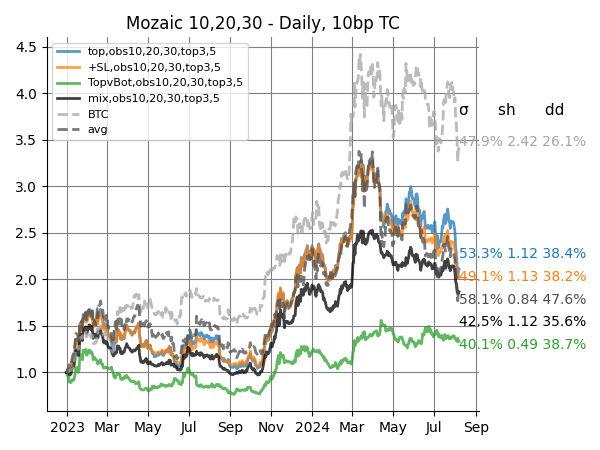 Mozaic 10,20,30 - Daily, 10bp TC
4.5
4.0
3.5
3.0
2.5
2.0
1.5
1.0
top,obs10,20,30,top3,5
+SL,obs10,20,30,top3,5
TopvBot,obs10,20,30,top3,5
mix,obs10,20,30,top3,5
BTC
avg
σ sh dd
47.9% 2.42 26.1%
53.3% 1.12 38.4%
49.1% 1.13 38.2%
58.1% 0.84 47.6%
42.5% 1.12 35.6%
40.1% 0.49 38.7%
2023 Mar May Jul Sep Nov 2024 Mar May Jul Sep